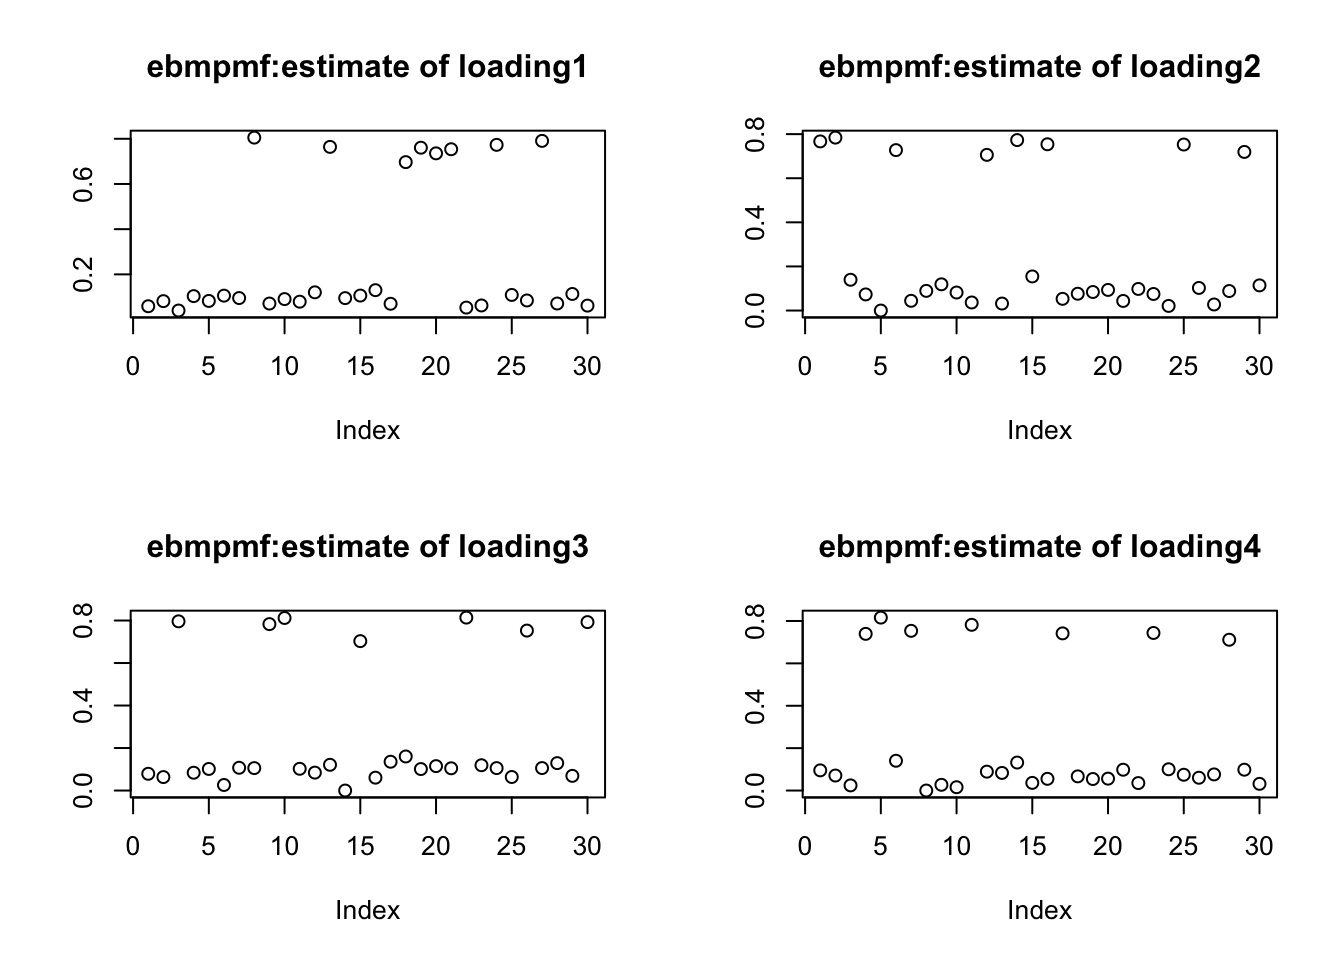 ebmpmf:estimate of loading1
0.6
0.2
0 5 10 15 20 25 30
Index
ebmpmf:estimate of loading2
0.8
0.4
0.0
0 5 10 15 20 25 30
Index
ebmpmf:estimate of loading3
0.8
0.4
0.0
0 5 10 15 20 25 30
Index
ebmpmf:estimate of loading4
0.8
0.4
0.0
0 5 10 15 20 25 30
Index